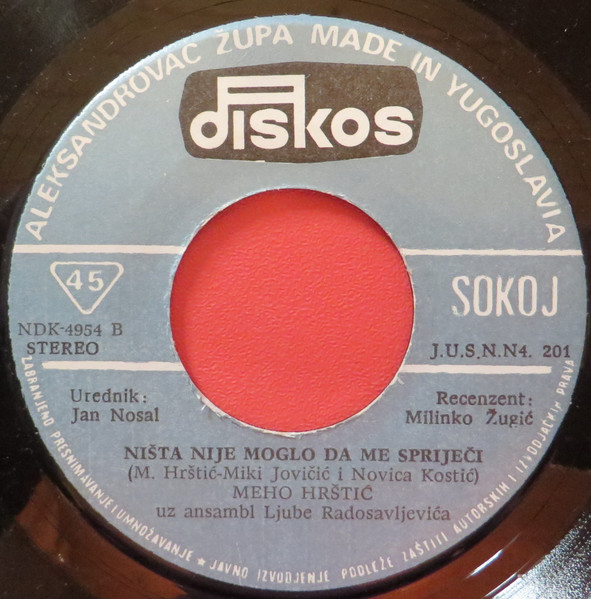 ALEKSANDROVAC ŽUPA MADE IN YUGOSLAVIA
diskos
45
SOKOJ
NDK-4954 B
STEREO
J.U.S.N.N4. 201
Urednik:
Jan Nosal
Recenzent:
Milinko Žugić
NIŠTA NIJE MOGLO DA ME SPRIJEČI
(M. Hrštić-Miki Jovičić i Novica Kostić)
MEHO HRŠTIĆ
uz ansambl Ljube Radosavljevića
ZABRANJENO PRESNIMAVANJE I UMNOŽAVANJE ★ JAVNO IZVODJENJE PODLEŽE ZAŠTITI AUTORSKIH I IZVODJAČKIH PRAVA